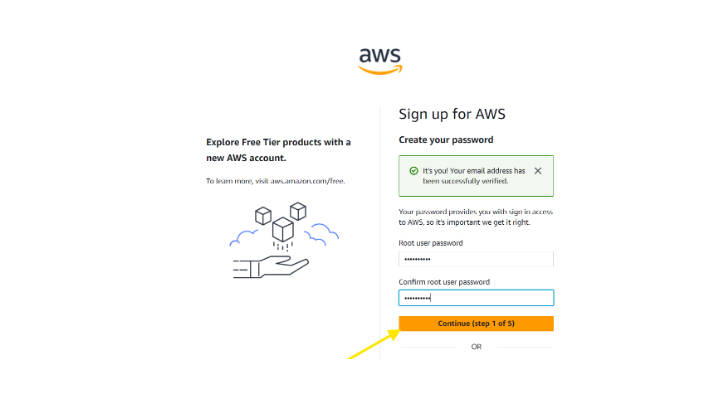 aws
Sign up for AWS
Explore Free Tier products with a
new AWS account.
To learn more, visit aws.amazon.com/free.
Create your password
It's you! Your email address has
been successfully verified.
Your password provides you with sign in access
to AWS, so it's important we get it right.
Root user password
••••••••••
Confirm root user password
••••••••••
Continue (step 1 of 5)
OR